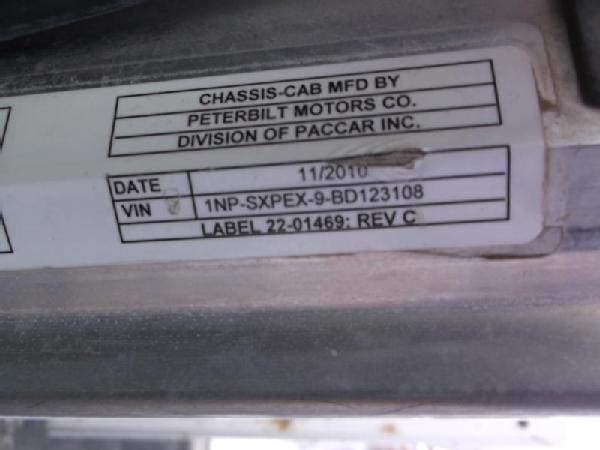 CHASSIS-CAB MFD BY
PETERBILT MOTORS CO.
DIVISION OF PACCAR INC.
DATE 11/2010
VIN 1NP-SXPEX-9-BD123108
LABEL 22-01469: REV C